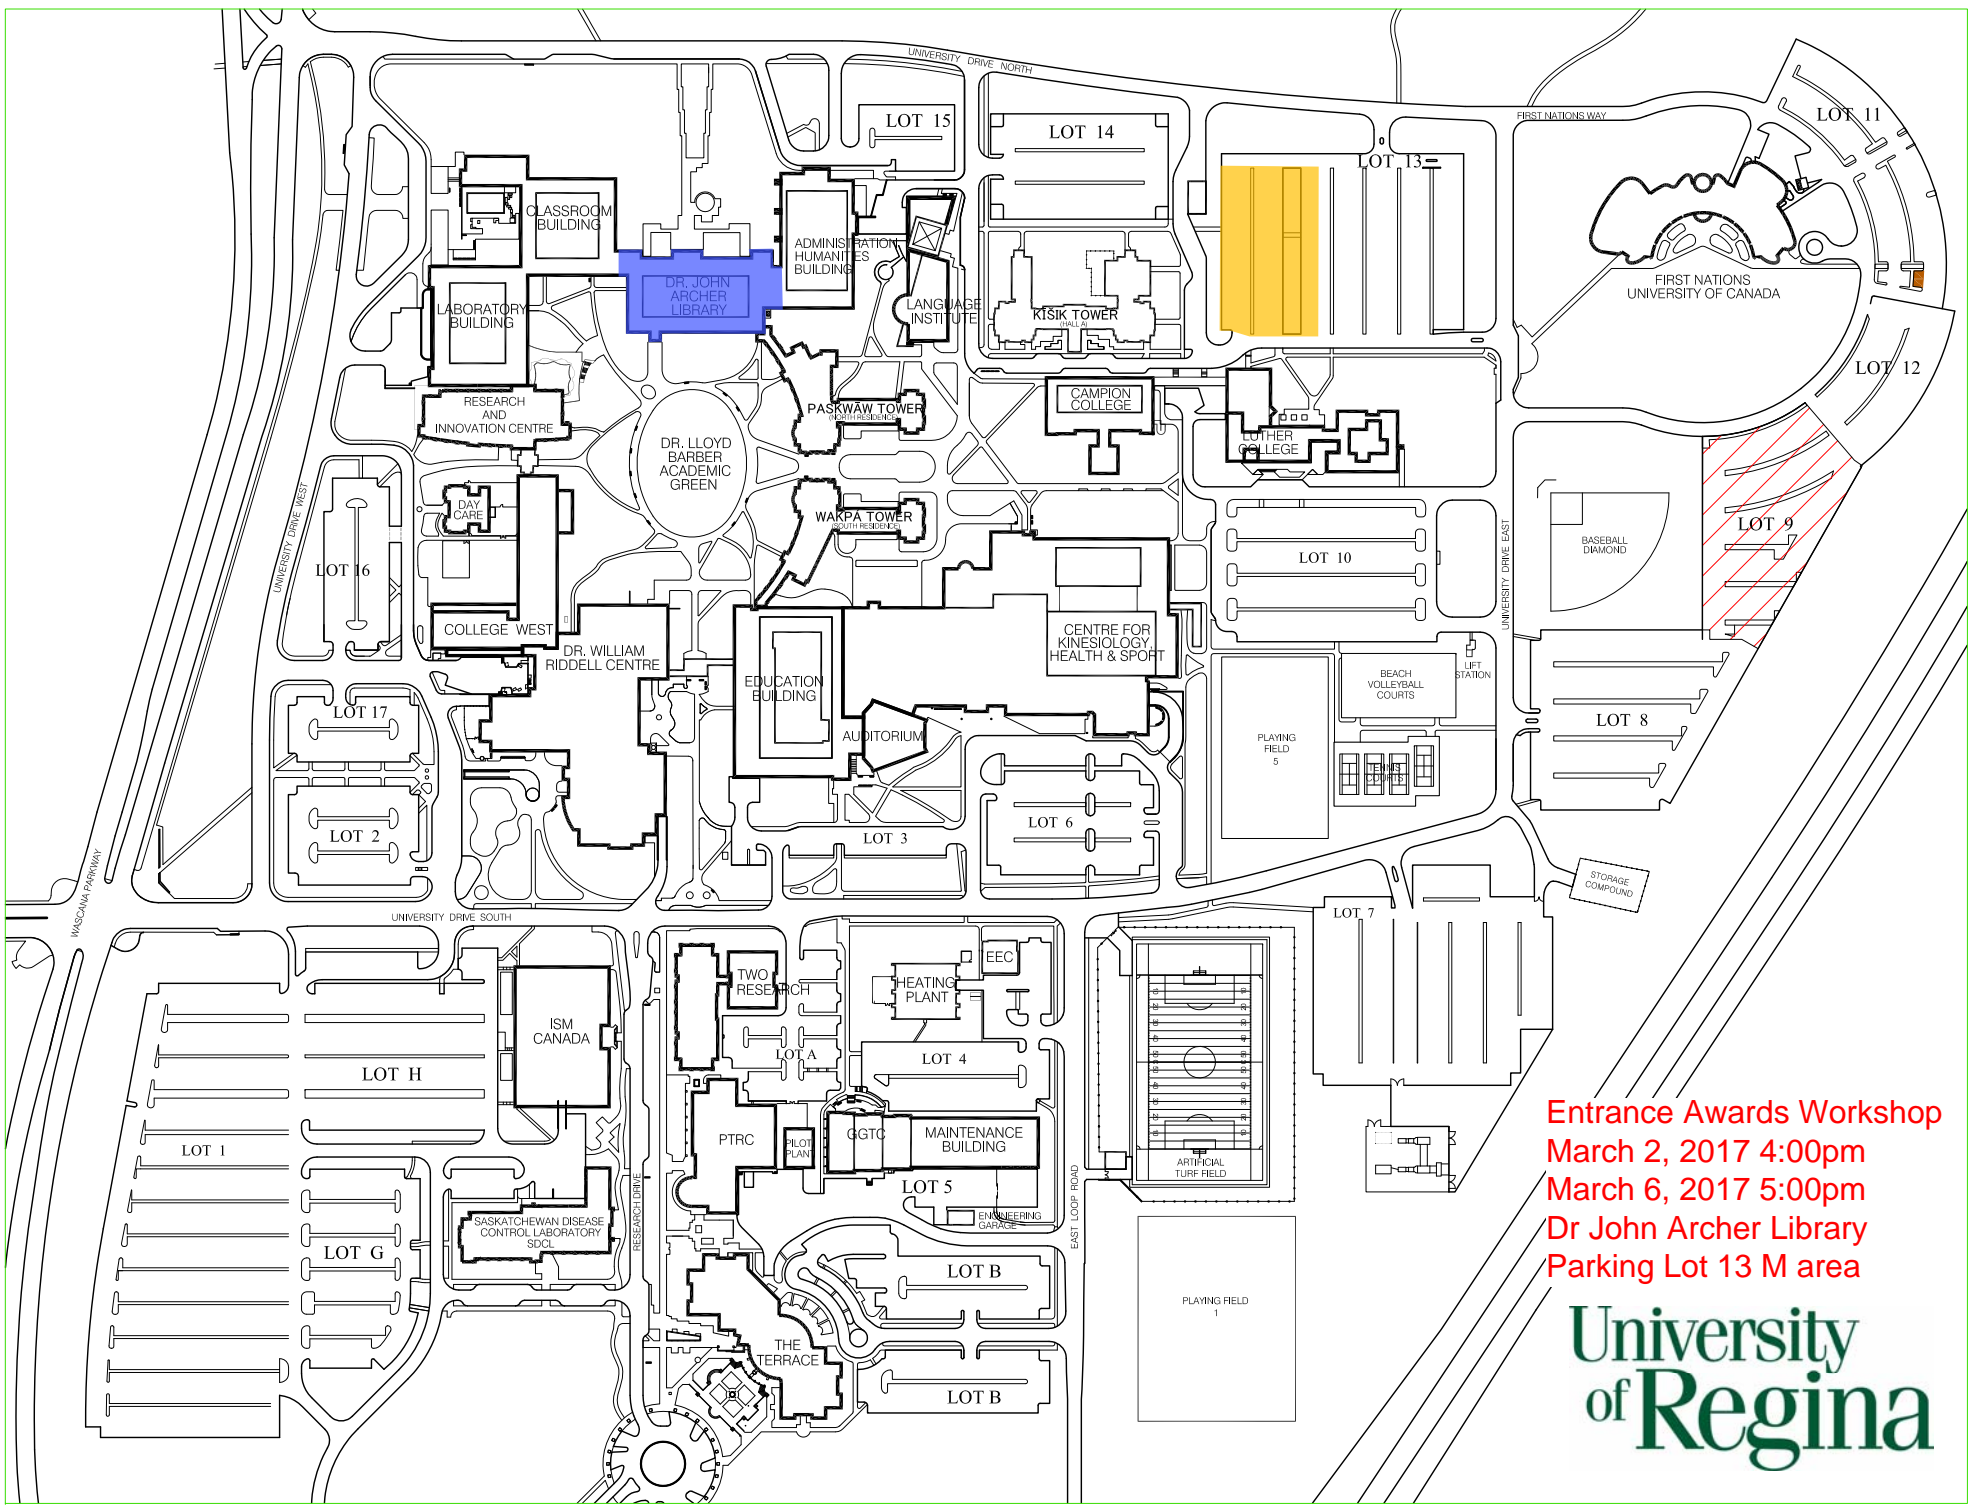 UNIVERSITY DRIVE NORTH
FIRST NATIONS WAY
LOT 11
LOT 15
LOT 14
LOT 13
CLASSROOM
BUILDING
ADMINISTRATION
HUMANITIES
BUILDING
DR. JOHN
ARCHER
LIBRARY
LABORATORY
BUILDING
LANGUAGE
INSTITUTE
KĪSIK TOWER
(HALL A)
FIRST NATIONS
UNIVERSITY OF CANADA
LOT 12
RESEARCH
AND
INNOVATION CENTRE
PASKWĀW TOWER
(NORTH RESIDENCE)
CAMPION
COLLEGE
LUTHER
COLLEGE
DR. LLOYD
BARBER
ACADEMIC
GREEN
DAY
CARE
WAKPĀ TOWER
(SOUTH RESIDENCE)
UNIVERSITY DRIVE WEST
LOT 16
LOT 10
UNIVERSITY DRIVE EAST
BASEBALL
DIAMOND
LOT 9
COLLEGE WEST
DR. WILLIAM
RIDDELL CENTRE
CENTRE FOR
KINESIOLOGY,
HEALTH & SPORT
EDUCATION
BUILDING
BEACH
VOLLEYBALL
COURTS
LIFT
STATION
LOT 17
AUDITORIUM
PLAYING
FIELD
5
LOT 8
TENNIS
COURTS
LOT 2
LOT 3
LOT 6
WASCANA PARKWAY
STORAGE
COMPOUND
UNIVERSITY DRIVE SOUTH
LOT 7
TWO
RESEARCH
HEATING
PLANT
EEC
ISM
CANADA
LOT A
LOT 4
LOT H
LOT 1
PTRC
PILOT
PLANT
GGTC
MAINTENANCE
BUILDING
ARTIFICIAL
TURF FIELD
LOT 5
ENGINEERING
GARAGE
RESEARCH DRIVE
EAST LOOP ROAD
SASKATCHEWAN DISEASE
CONTROL LABORATORY
SDCL
LOT G
LOT B
PLAYING FIELD
1
THE
TERRACE
LOT B
Entrance Awards Workshop
March 2, 2017 4:00pm
March 6, 2017 5:00pm
Dr John Archer Library
Parking Lot 13 M area
University
of Regina